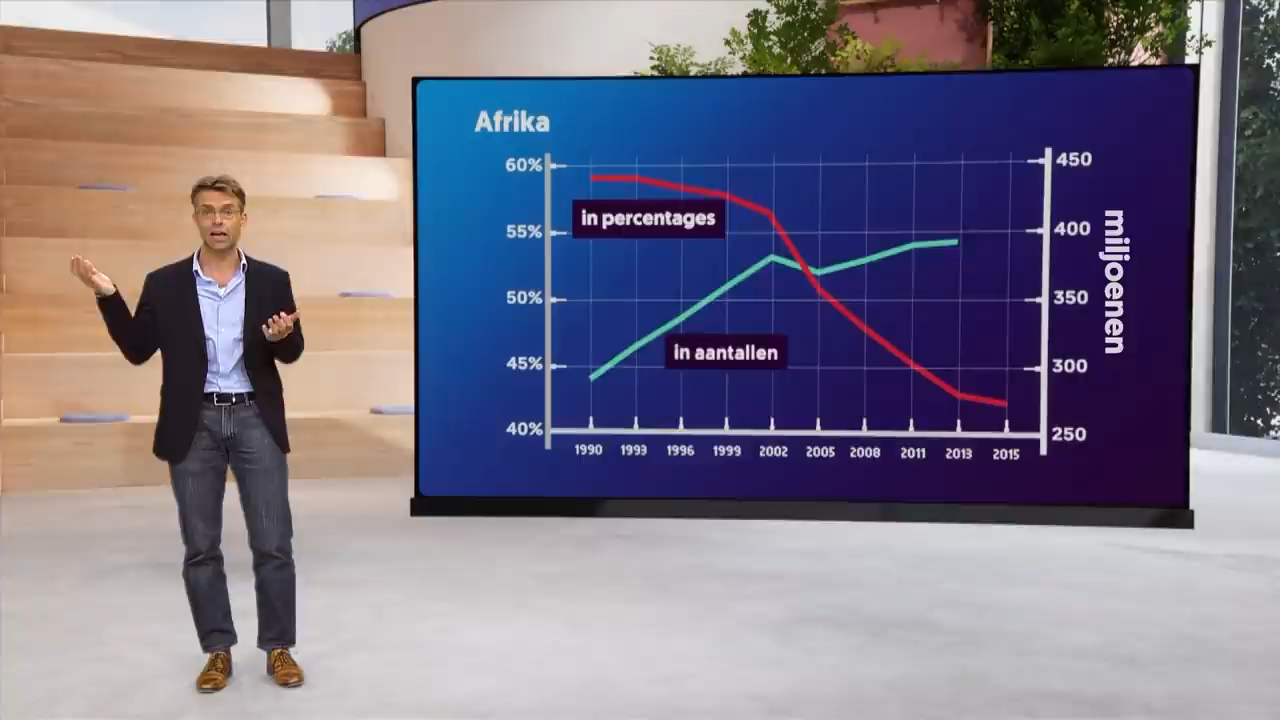 Afrika
60%
55%
50%
45%
40%
in percentages
in aantallen
450
400
350
300
250
miljoenen
1990 1993 1996 1999 2002 2005 2008 2011 2013 2015